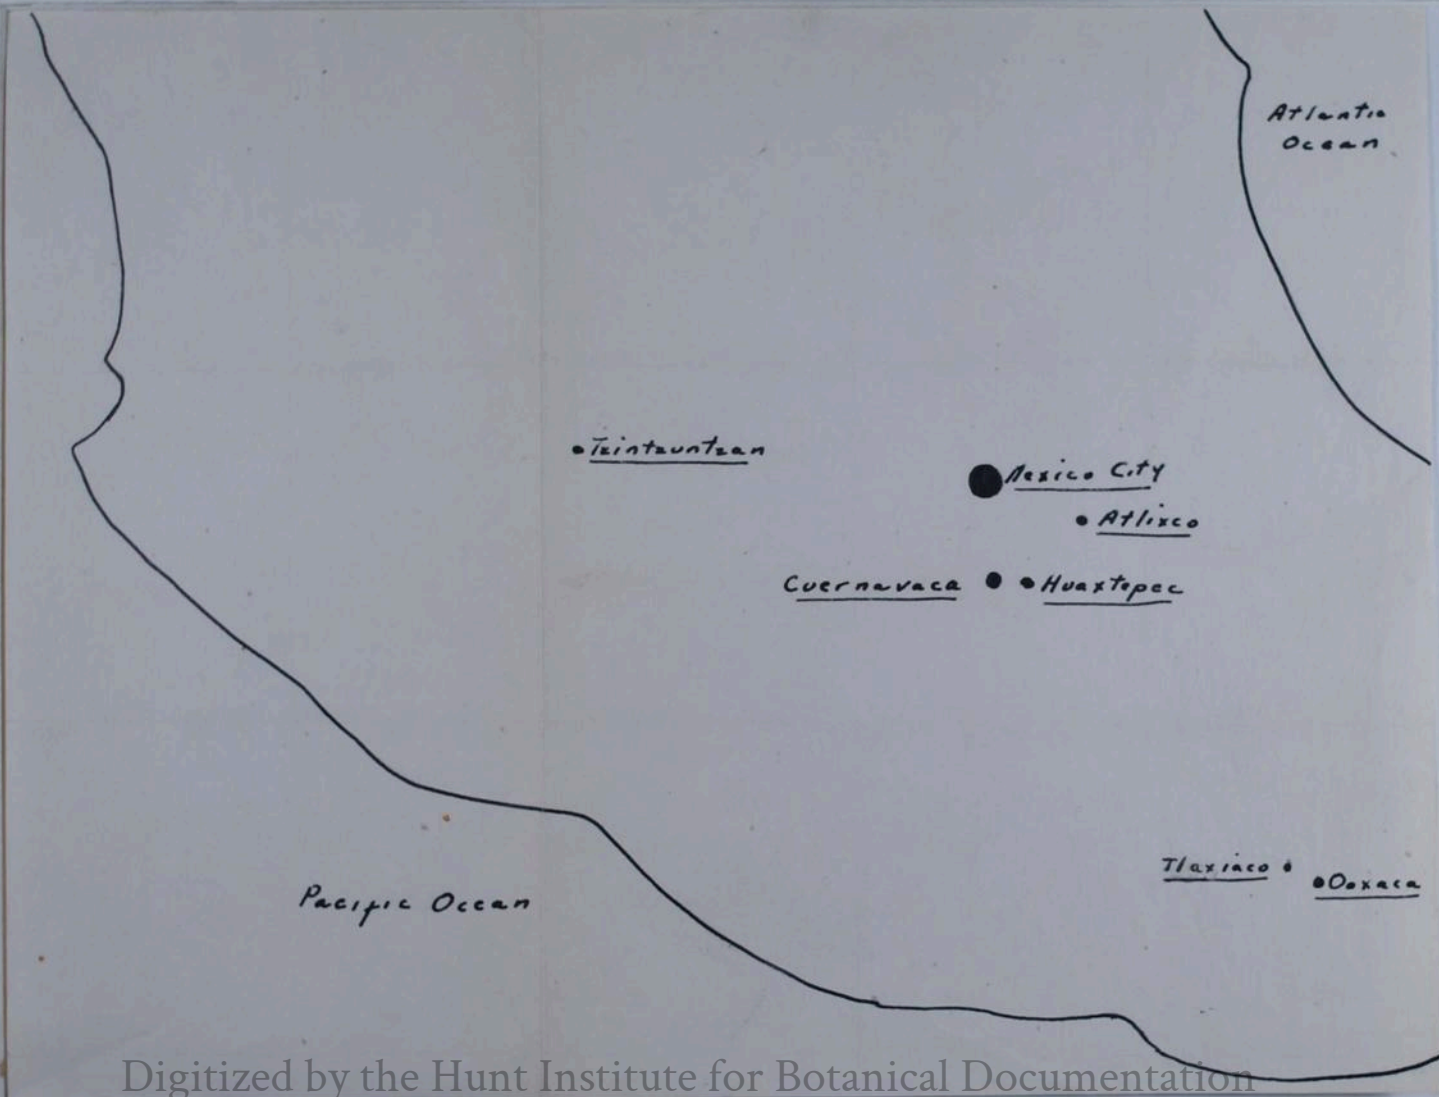 Atlantic
Ocean
Tzintzuntzan
Mexico City
Atlixco
Cuernavaca
Huaxtepec
Tlaxiaco
Oaxaca
Pacific Ocean
Digitized by the Hunt Institute for Botanical Documentation